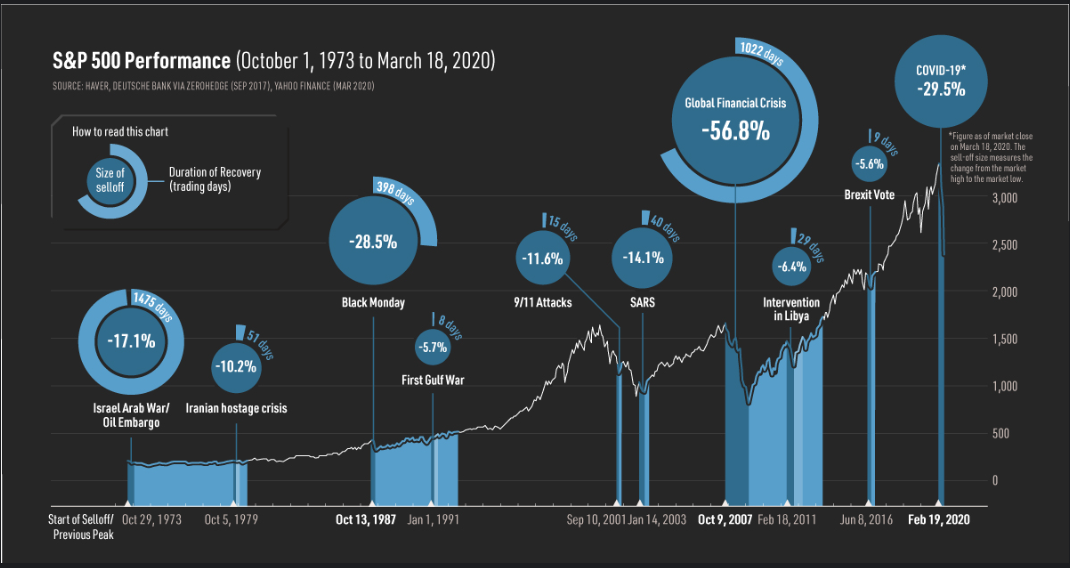 S&P 500 Performance (October 1, 1973 to March 18, 2020)
SOURCE: HAVER, DEUTSCHE BANK VIA ZEROHEDGE (SEP 2017), YAHOO FINANCE (MAR 2020)
How to read this chart
Size of
selloff
Duration of Recovery
(trading days)
1475 days
-17.1%
Israel Arab War/
Oil Embargo
51 days
-10.2%
Iranian hostage crisis
398 days
-28.5%
Black Monday
8 days
-5.7%
First Gulf War
15 days
-11.6%
9/11 Attacks
40 days
-14.1%
SARS
1022 days
Global Financial Crisis
-56.8%
29 days
-6.4%
Intervention
in Libya
9 days
-5.6%
Brexit Vote
COVID-19*
-29.5%
*Figure as of market close
on March 18, 2020. The
sell-off size measures the
change from the market
high to the market low.
3,000
2,500
2,000
1,500
1,000
500
0
Start of Selloff/
Previous Peak
Oct 29, 1973
Oct 5, 1979
Oct 13, 1987
Jan 1, 1991
Sep 10, 2001
Jan 14, 2003
Oct 9, 2007
Feb 18, 2011
Jun 8, 2016
Feb 19, 2020